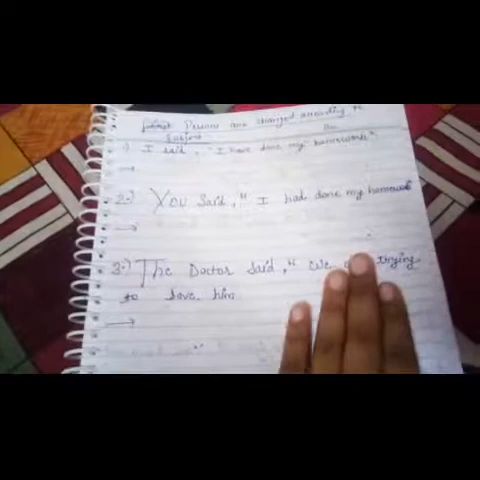 Persons are changed according to
the
Subject
1) I said, "I have done my homework"
→
2.) YOU Said, " I had done my homework
→
3.) The Doctor Said, " We trying
to save him
→